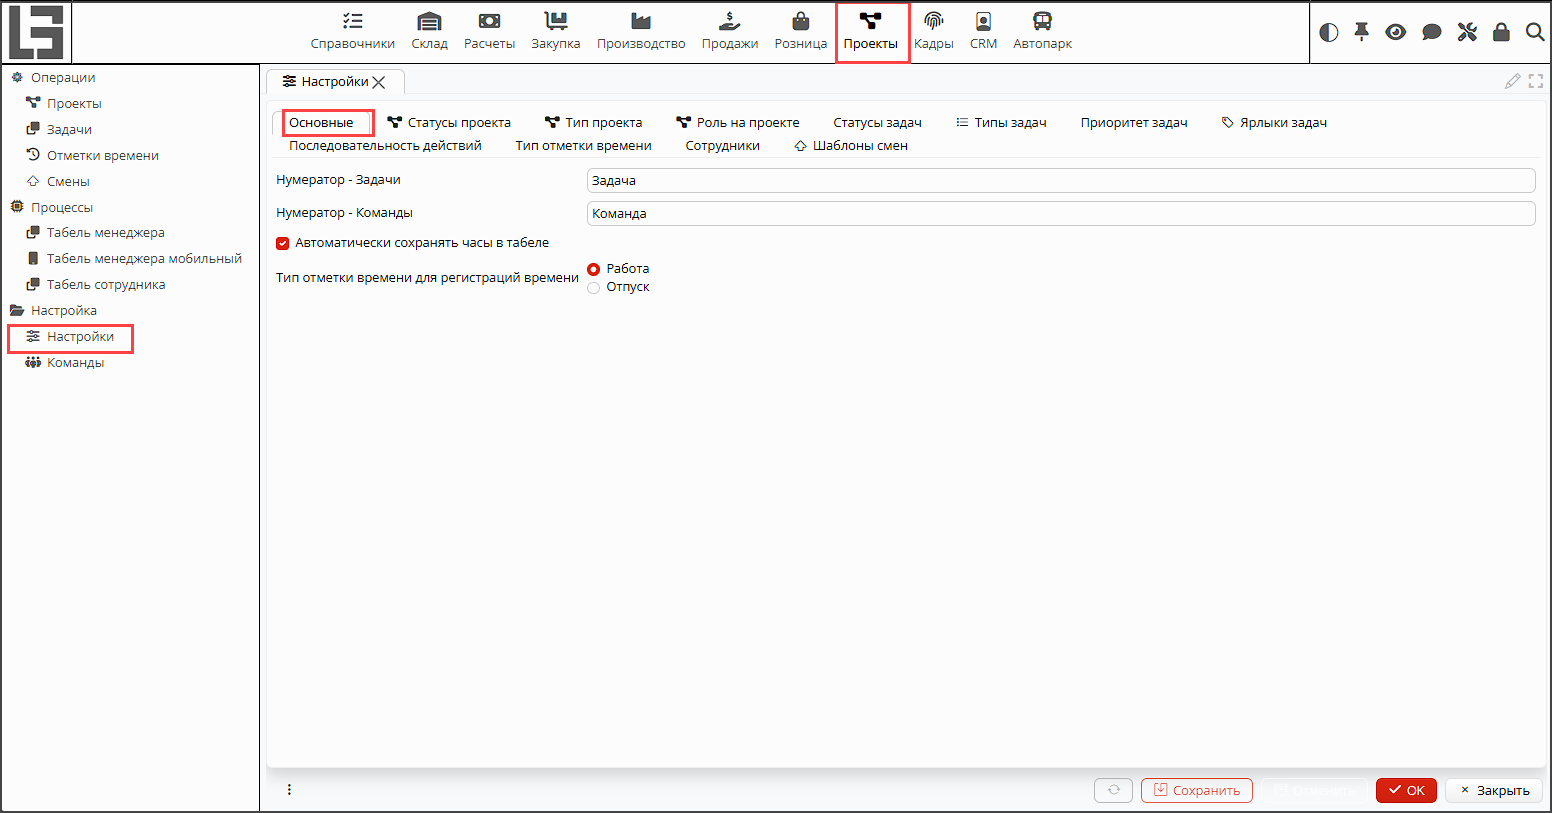 Справочники Склад Расчеты Закупка Производство Продажи Розница Проекты Кадры CRM Автопарк
Операции
Проекты
Задачи
Отметки времени
Смены
Процессы
Табель менеджера
Табель менеджера мобильный
Табель сотрудника
Настройка
Настройки
Команды
Настройки
Основные Статусы проекта Тип проекта Роль на проекте Статусы задач Типы задач Приоритет задач Ярлыки задач
Последовательность действий Тип отметки времени Сотрудники Шаблоны смен
Нумератор - Задачи Задача
Нумератор - Команды Команда
Автоматически сохранять часы в табеле
Тип отметки времени для регистраций времени
Работа
Отпуск
Сохранить OK Закрыть